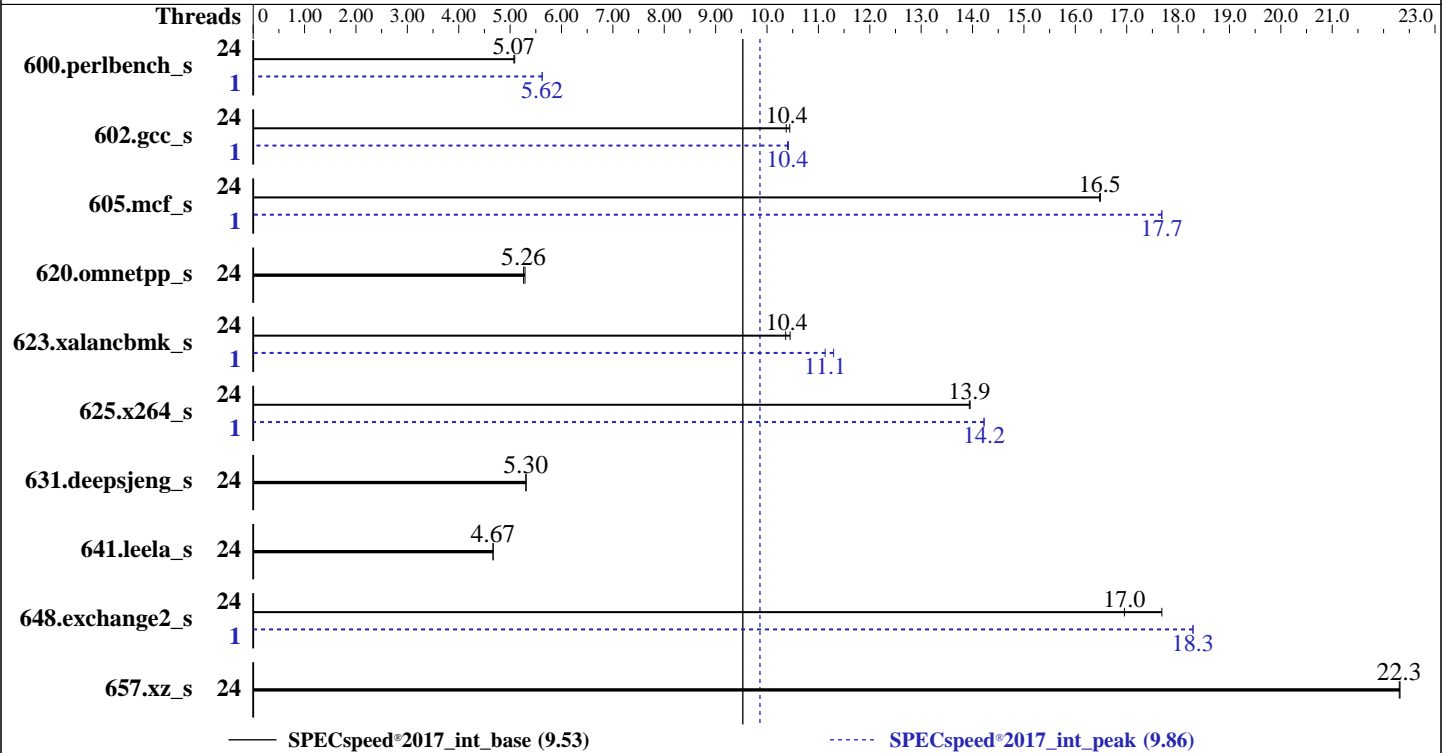 Threads 0 1.00 2.00 3.00 4.00 5.00 6.00 7.00 8.00 9.00 10.0 11.0 12.0 13.0 14.0 15.0 16.0 17.0 18.0 19.0 20.0 21.0 23.0
600.perlbench_s 24 5.07
1 5.62
602.gcc_s 24 10.4
1 10.4
605.mcf_s 24 16.5
1 17.7
620.omnetpp_s 24 5.26
623.xalancbmk_s 24 10.4
1 11.1
625.x264_s 24 13.9
1 14.2
631.deepsjeng_s 24 5.30
641.leela_s 24 4.67
648.exchange2_s 24 17.0
1 18.3
657.xz_s 24 22.3
SPECspeed®2017_int_base (9.53) SPECspeed®2017_int_peak (9.86)